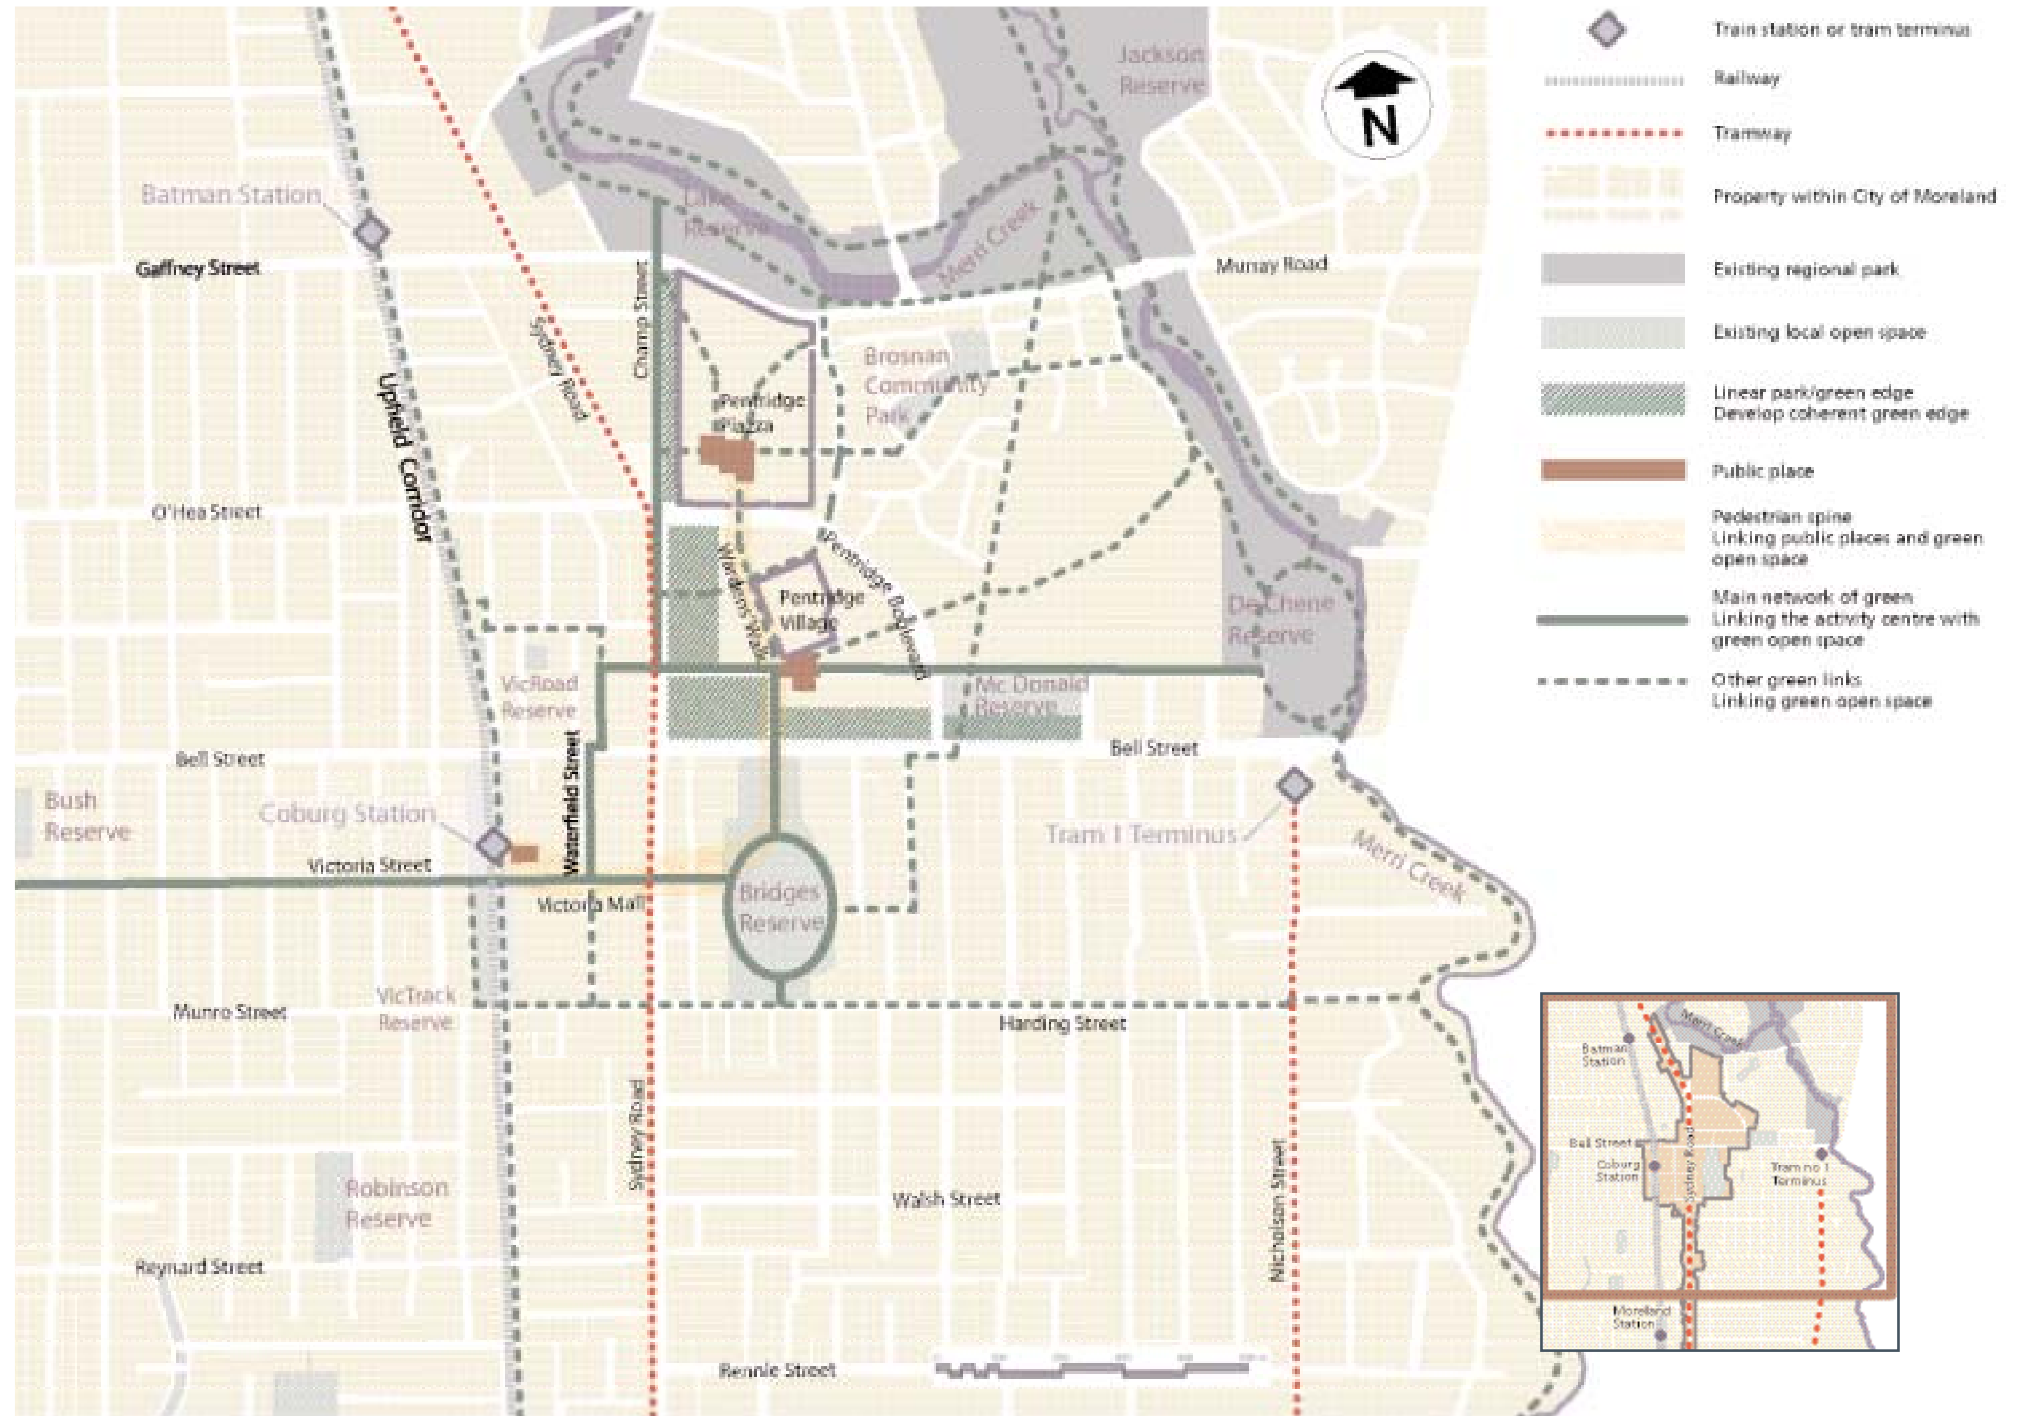 Jackson
Reserve
N
Batman Station
Lake
Reserve
Merri Creek
Gaffney Street
Murray Road
Champ Street
Sydney Road
Brosnan
Community
Park
Pentridge
Piazza
Upfield Corridor
O'Hea Street
Wardens Walk
Pentridge Boulevard
Pentridge
Village
De Chene
Reserve
VicRoad
Reserve
Mc Donald
Reserve
Bell Street
Bell Street
Waterfield Street
Bush
Reserve
Coburg Station
Tram 1 Terminus
Merri Creek
Victoria Street
Victoria Mall
Bridges
Reserve
VicTrack
Reserve
Munro Street
Harding Street
Sydney Road
Nicholson Street
Robinson
Reserve
Walsh Street
Reynard Street
Rennie Street
Train station or tram terminus
Railway
Tramway
Property within City of Moreland
Existing regional park
Existing local open space
Linear park/green edge
Develop coherent green edge
Public place
Pedestrian spine
Linking public places and green
open space
Main network of green
Linking the activity centre with
green open space
Other green links
Linking green open space
Merri Creek
Batman
Station
Bell Street
Coburg
Station
Sydney Road
Tram no 1
Terminus
Moreland
Station